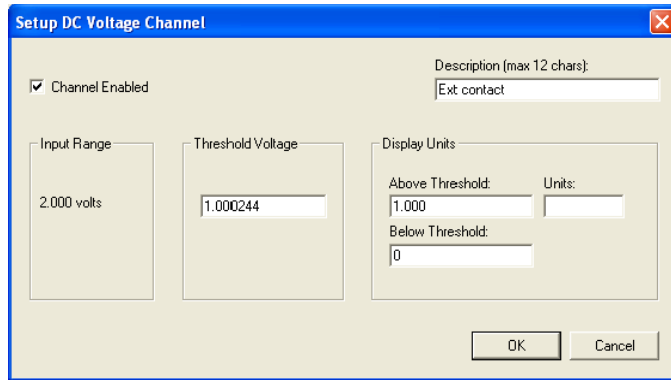 Setup DC Voltage Channel
Description (max 12 chars):
Channel Enabled
Ext contact
Input Range
Threshold Voltage
Display Units
Above Threshold:
Units:
2.000 volts
1.000244
1.000
Below Threshold:
0
OK
Cancel